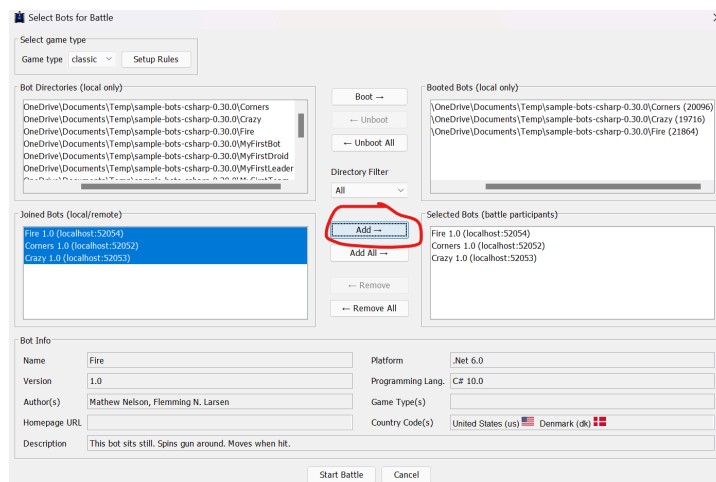 Select Bots for Battle
Select game type
Game type classic Setup Rules
Bot Directories (local only)
OneDrive\Documents\Temp\sample-bots-csharp-0.30.0\Corners
OneDrive\Documents\Temp\sample-bots-csharp-0.30.0\Crazy
OneDrive\Documents\Temp\sample-bots-csharp-0.30.0\Fire
OneDrive\Documents\Temp\sample-bots-csharp-0.30.0\MyFirstBot
OneDrive\Documents\Temp\sample-bots-csharp-0.30.0\MyFirstDroid
OneDrive\Documents\Temp\sample-bots-csharp-0.30.0\MyFirstLeader
OneDrive\Documents\Temp\sample-bots-csharp-0.30.0\MyFirstTeam
Boot →
← Unboot
← Unboot All
Directory Filter
All
Booted Bots (local only)
\OneDrive\Documents\Temp\sample-bots-csharp-0.30.0\Corners (20096)
\OneDrive\Documents\Temp\sample-bots-csharp-0.30.0\Crazy (19716)
\OneDrive\Documents\Temp\sample-bots-csharp-0.30.0\Fire (21864)
Joined Bots (local/remote)
Fire 1.0 (localhost:52054)
Corners 1.0 (localhost:52052)
Crazy 1.0 (localhost:52053)
Add →
Add All →
← Remove
← Remove All
Selected Bots (battle participants)
Fire 1.0 (localhost:52054)
Corners 1.0 (localhost:52052)
Crazy 1.0 (localhost:52053)
Bot Info
Name Fire Platform .Net 6.0
Version 1.0 Programming Lang. C# 10.0
Author(s) Mathew Nelson, Flemming N. Larsen Game Type(s)
Homepage URL Country Code(s) United States (us) Denmark (dk)
Description This bot sits still. Spins gun around. Moves when hit.
Start Battle Cancel